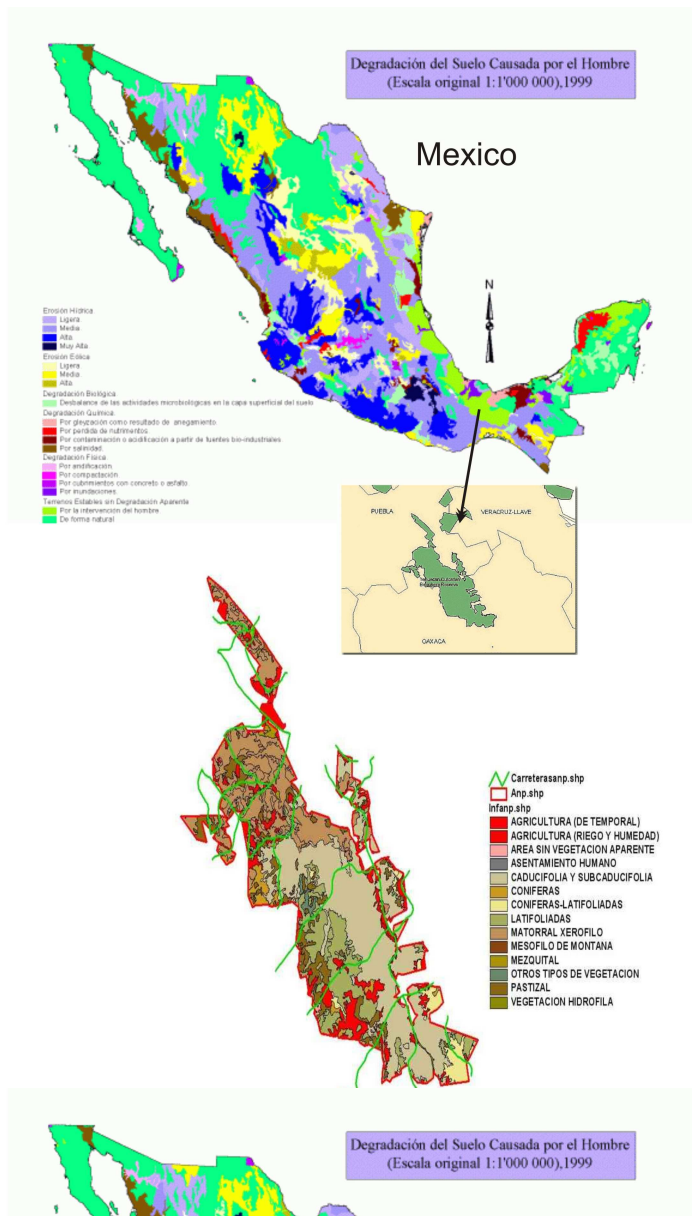 Degradación del Suelo Causada por el Hombre
(Escala original 1:1'000 000),1999
Mexico
N
Erosión Hídrica
Ligera
Media
Alta
Muy Alta
Erosión Eólica
Ligera
Media
Alta
Degradación Biológica
Desbalance de las actividades microbiológicas en la capa superficial del suelo
Degradación Química
Por gleyzación como resultado de anegamiento.
Por perdida de nutrimentos.
Por contaminación o acidificación a partir de fuentes bio-industriales
Por salinidad.
Degradación Física
Por andificación
Por compactación
Por cubrimientos con concreto o asfalto.
Por inundaciones.
Terrenos Estables sin Degradación Aparente
Por la intervención del hombre
De forma natural
PUEBLA
VERACRUZ-LLAVE
OAXACA
Carreterasanp.shp
Anp.shp
Infanp.shp
AGRICULTURA (DE TEMPORAL)
AGRICULTURA (RIEGO Y HUMEDAD)
AREA SIN VEGETACION APARENTE
ASENTAMIENTO HUMANO
CADUCIFOLIA Y SUBCADUCIFOLIA
CONIFERAS
CONIFERAS-LATIFOLIADAS
LATIFOLIADAS
MATORRAL XEROFILO
MESOFILO DE MONTANA
MEZQUITAL
OTROS TIPOS DE VEGETACION
PASTIZAL
VEGETACION HIDROFILA
Degradación del Suelo Causada por el Hombre
(Escala original 1:1'000 000),1999